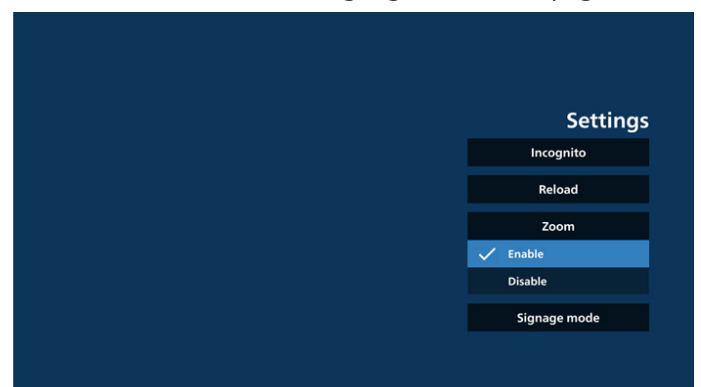 Settings
Incognito
Reload
Zoom
Enable
Disable
Signage mode